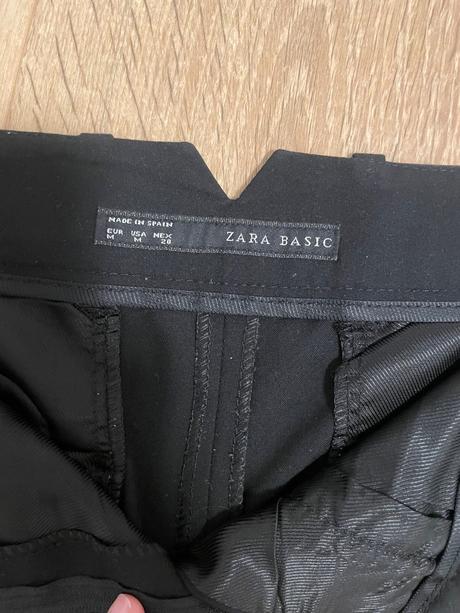 MADE IN SPAIN
EUR USA MEX
M M 28
ZARA BASIC